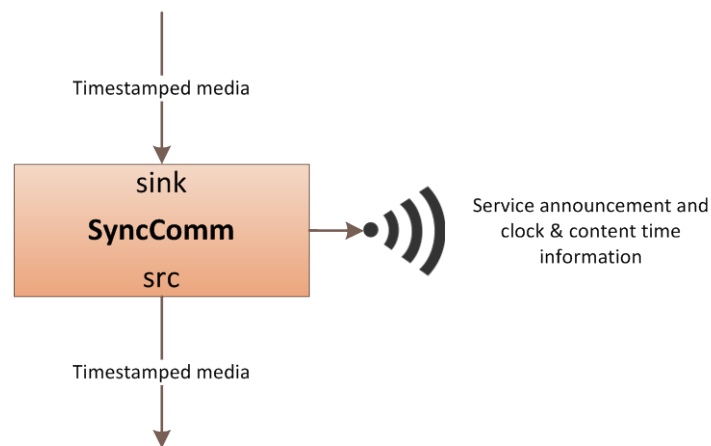 Timestamped media
sink
SyncComm
src
Service announcement and
clock & content time
information
Timestamped media